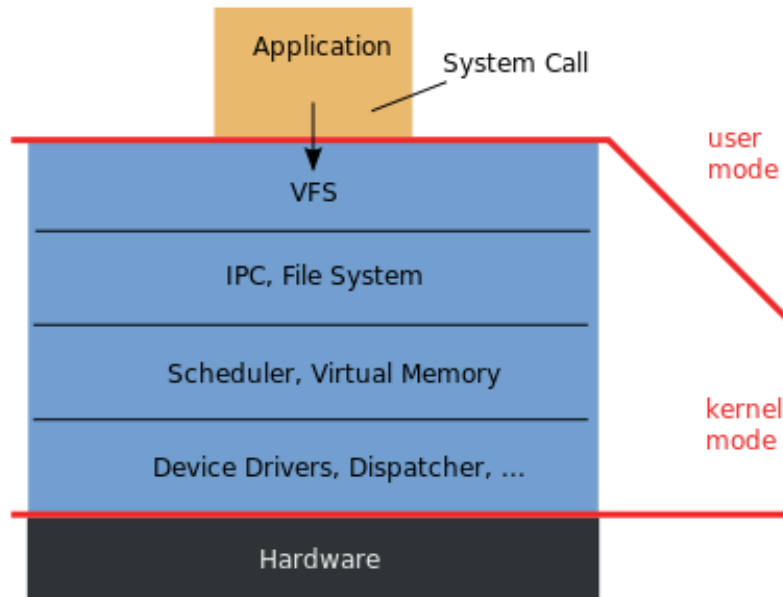 Application
System Call
user
mode
VFS
IPC, File System
Scheduler, Virtual Memory
kernel
mode
Device Drivers, Dispatcher, ...
Hardware